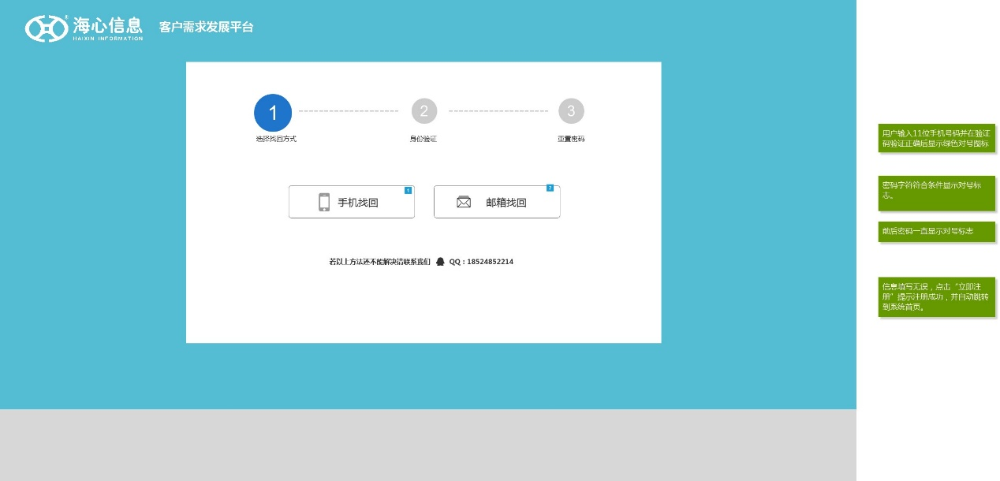 海心信息
HAIXIN INFORMATION
客户需求发展平台
1
2
3
选择找回方式
身份验证
重置密码
手机找回
1
邮箱找回
2
若以上方法还不能解决请联系我们 QQ：18524852214
用户输入11位手机号码并在验证
码验证正确后显示绿色对号图标
密码字符符合条件显示对号标
志。
前后密码一直显示对号标志
信息填写无误，点击“立即注
册”提示注册成功，并自动跳转
到系统首页。